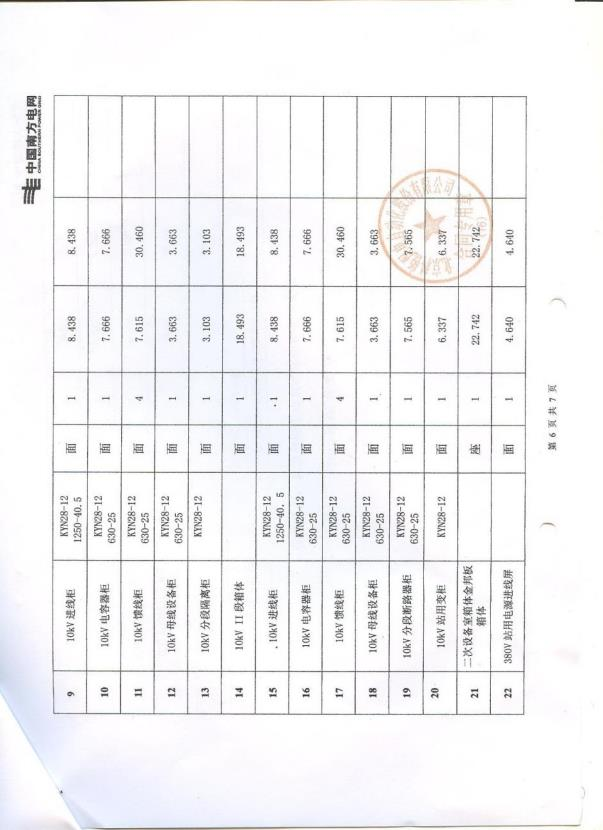 中国南方电网
CHINA SOUTHERN POWER GRID
9 10kV 进线柜 KYN28-12 1250-40.5 面 1 8.438 8.438
10 10kV 电容器柜 KYN28-12 630-25 面 1 7.666 7.666
11 10kV 馈线柜 KYN28-12 630-25 面 4 7.615 30.460
12 10kV 母线设备柜 KYN28-12 630-25 面 1 3.663 3.663
13 10kV 分段隔离柜 KYN28-12 面 1 3.103 3.103
14 10kV II 段箱体 面 1 18.493 18.493
15 10kV 进线柜 KYN28-12 1250-40.5 面 1 8.438 8.438
16 10kV 电容器柜 KYN28-12 630-25 面 1 7.666 7.666
17 10kV 馈线柜 KYN28-12 630-25 面 4 7.615 30.460
18 10kV 母线设备柜 KYN28-12 630-25 面 1 3.663 3.663
19 10kV 分段断路器柜 KYN28-12 630-25 面 1 7.565 7.565
20 10kV 站用变柜 KYN28-12 面 1 6.337 6.337
21 二次设备室箱体金邦板箱体 座 1 22.742 22.742
22 380V 站用电源进线屏 面 1 4.640 4.640
合同专用章
第 6 页 共 7 页